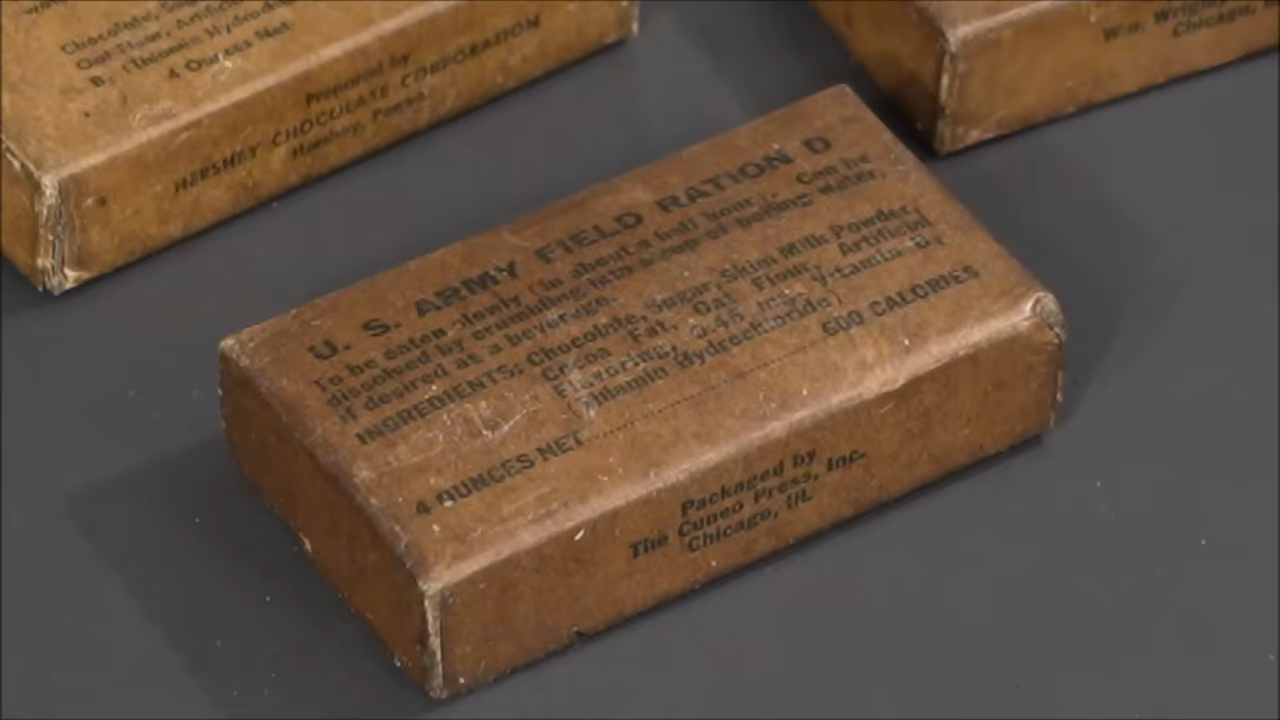 Chocolate, Sug
Oat Flour, Artific
B₁ (Thiamin Hydroc
4 Ounces Net
Prepared by
HERSHEY CHOCOLATE CORPORATION
Hershey, Penna.
Wm. Wrigley
Chicago,
U. S. ARMY FIELD RATION D
To be eaten slowly (in about a half hour). Can be
dissolved by crumbling into a cup of boiling water,
if desired as a beverage.
INGREDIENTS: Chocolate, Sugar, Skim Milk Powder,
Cocoa Fat, Oat Flour, Artificial
Flavoring, 0.45 mg. Vitamin B₁
Thiamin Hydrochloride)
4 OUNCES NET........................600 CALORIES
Packaged by
The Cuneo Press, Inc.
Chicago, Ill.